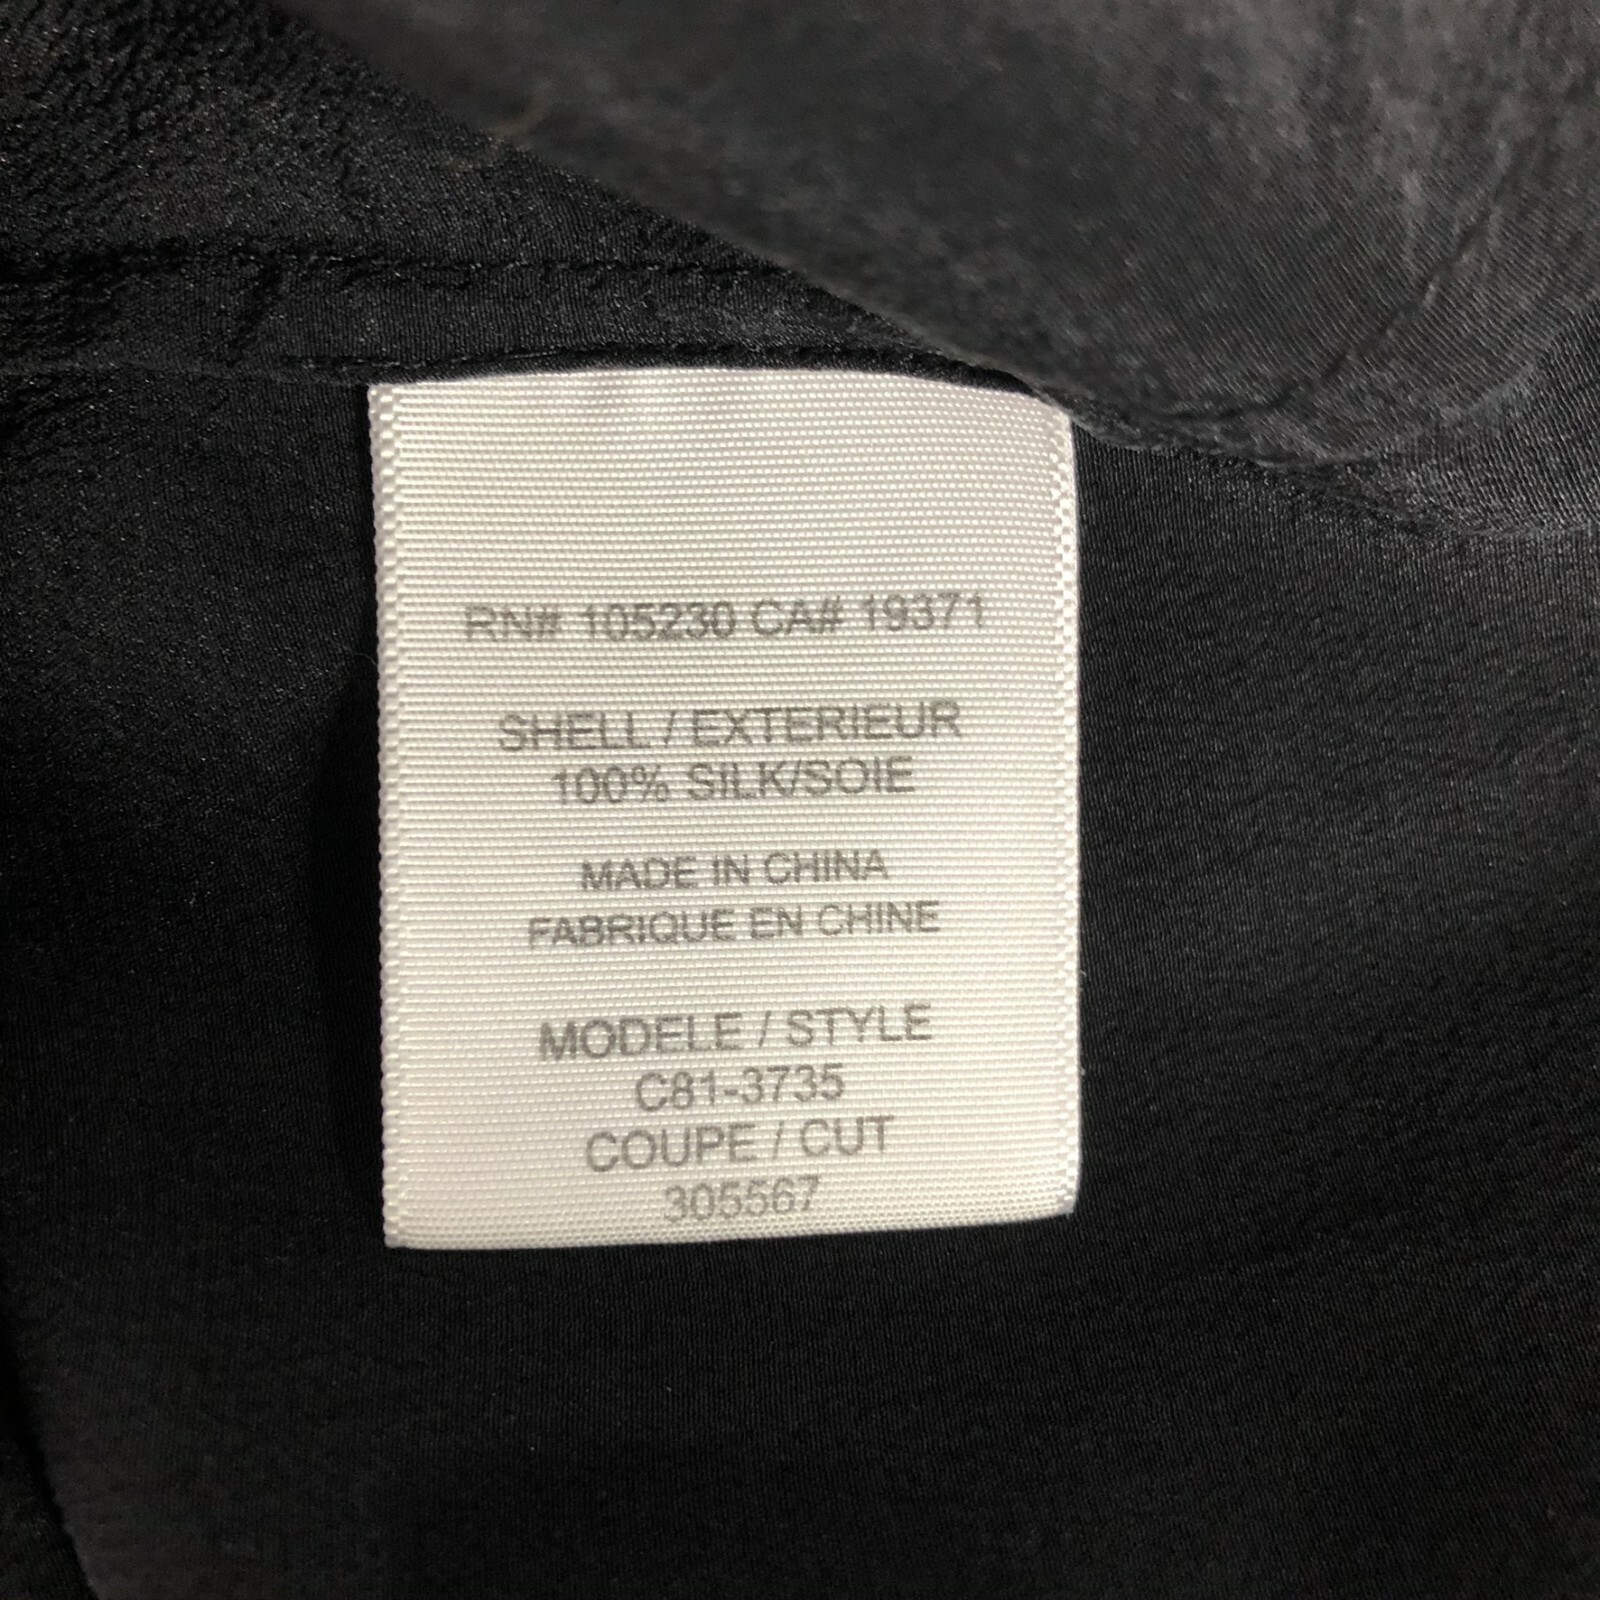 RN# 105230 CA# 19371
SHELL / EXTERIEUR
100% SILK/SOIE
MADE IN CHINA
FABRIQUE EN CHINE
MODELE / STYLE
C81-3735
COUPE / CUT
305567